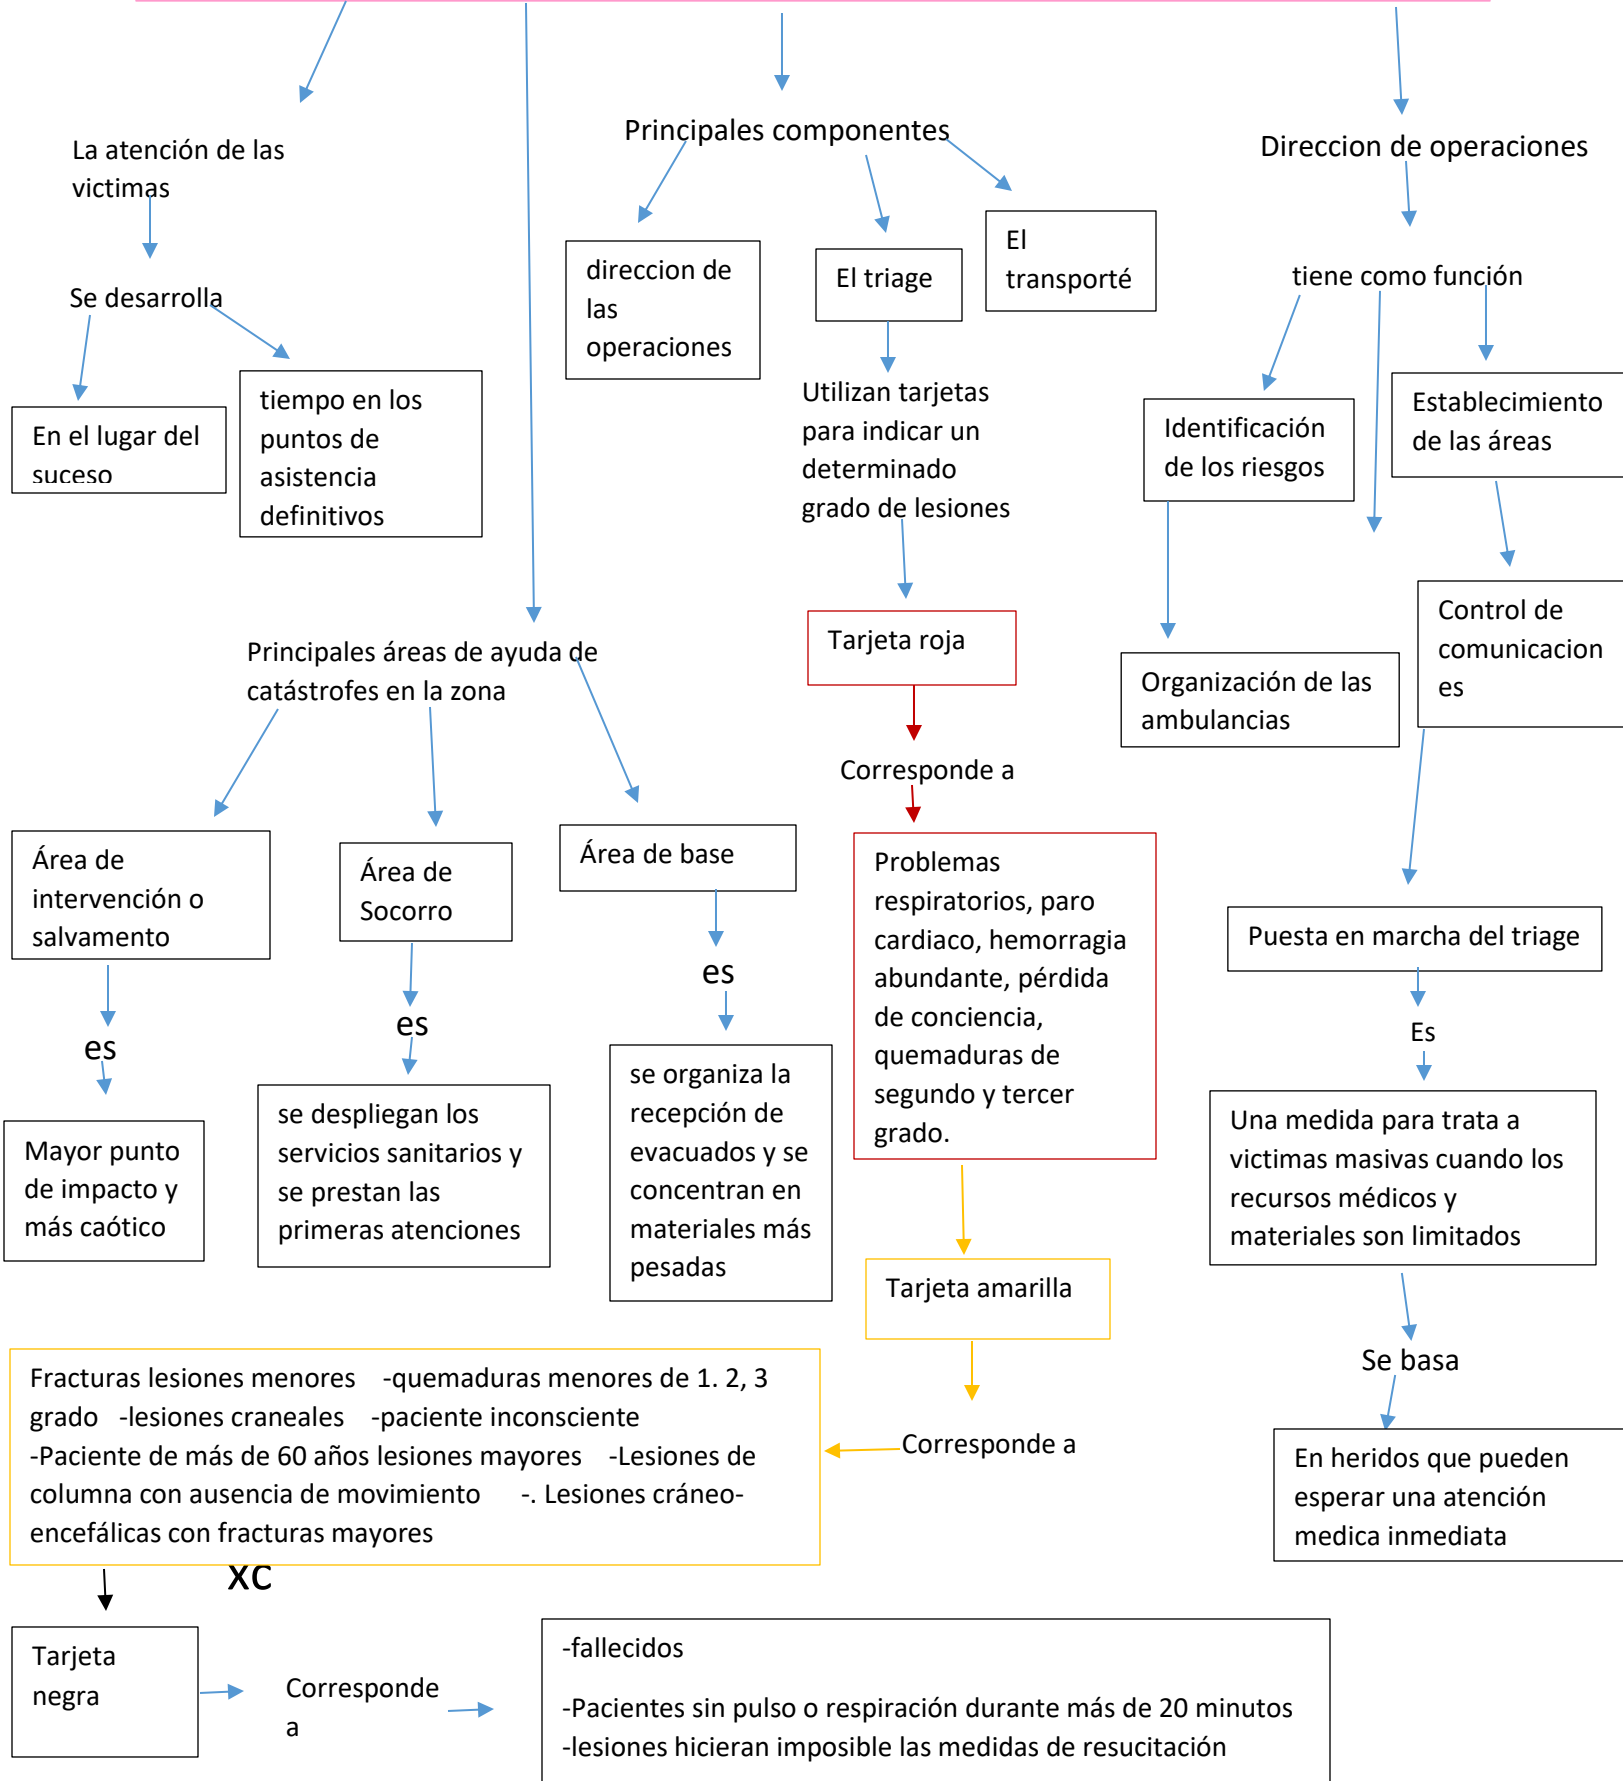 La atención de las
victimas
Se desarrolla
En el lugar del
suceso
tiempo en los
puntos de
asistencia
definitivos
Principales componentes
direccion de
las
operaciones
El triage
El
transporté
Utilizan tarjetas
para indicar un
determinado
grado de lesiones
Direccion de operaciones
tiene como función
Identificación
de los riesgos
Establecimiento
de las áreas
Organización de las
ambulancias
Control de
comunicacion
es
Puesta en marcha del triage
Es
Una medida para trata a
victimas masivas cuando los
recursos médicos y
materiales son limitados
Se basa
En heridos que pueden
esperar una atención
medica inmediata
Principales áreas de ayuda de
catástrofes en la zona
Área de
intervención o
salvamento
es
Mayor punto
de impacto y
más caótico
Área de
Socorro
es
se despliegan los
servicios sanitarios y
se prestan las
primeras atenciones
Área de base
es
se organiza la
recepción de
evacuados y se
concentran en
materiales más
pesadas
Tarjeta roja
Corresponde a
Problemas
respiratorios, paro
cardiaco, hemorragia
abundante, pérdida
de conciencia,
quemaduras de
segundo y tercer
grado.
Tarjeta amarilla
Corresponde a
Fracturas lesiones menores -quemaduras menores de 1. 2, 3
grado -lesiones craneales -paciente inconsciente
-Paciente de más de 60 años lesiones mayores -Lesiones de
columna con ausencia de movimiento -. Lesiones cráneo-
encefálicas con fracturas mayores
xc
Tarjeta
negra
Corresponde
a
-fallecidos
-Pacientes sin pulso o respiración durante más de 20 minutos
-lesiones hicieran imposible las medidas de resucitación